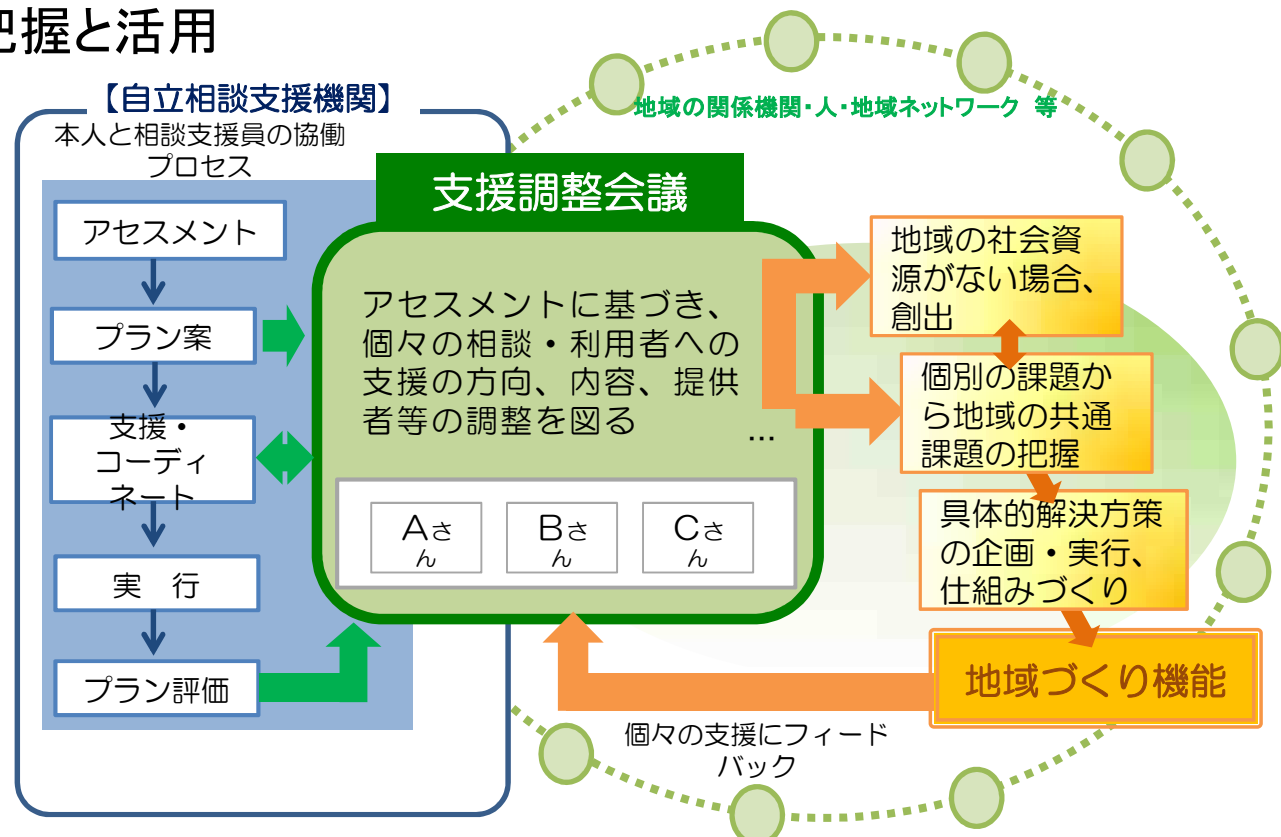 把握と活用
【自立相談支援機関】
本人と相談支援員の協働
プロセス
アセスメント
プラン案
支援・
コーディ
ネート
実　行
プラン評価
支援調整会議
アセスメントに基づき、
個々の相談・利用者への
支援の方向、内容、提供
者等の調整を図る
…
Aさ
ん
Bさ
ん
Cさ
ん
地域の関係機関・人・地域ネットワーク 等
地域の社会資
源がない場合、
創出
個別の課題か
ら地域の共通
課題の把握
具体的解決方策
の企画・実行、
仕組みづくり
地域づくり機能
個々の支援にフィード
バック